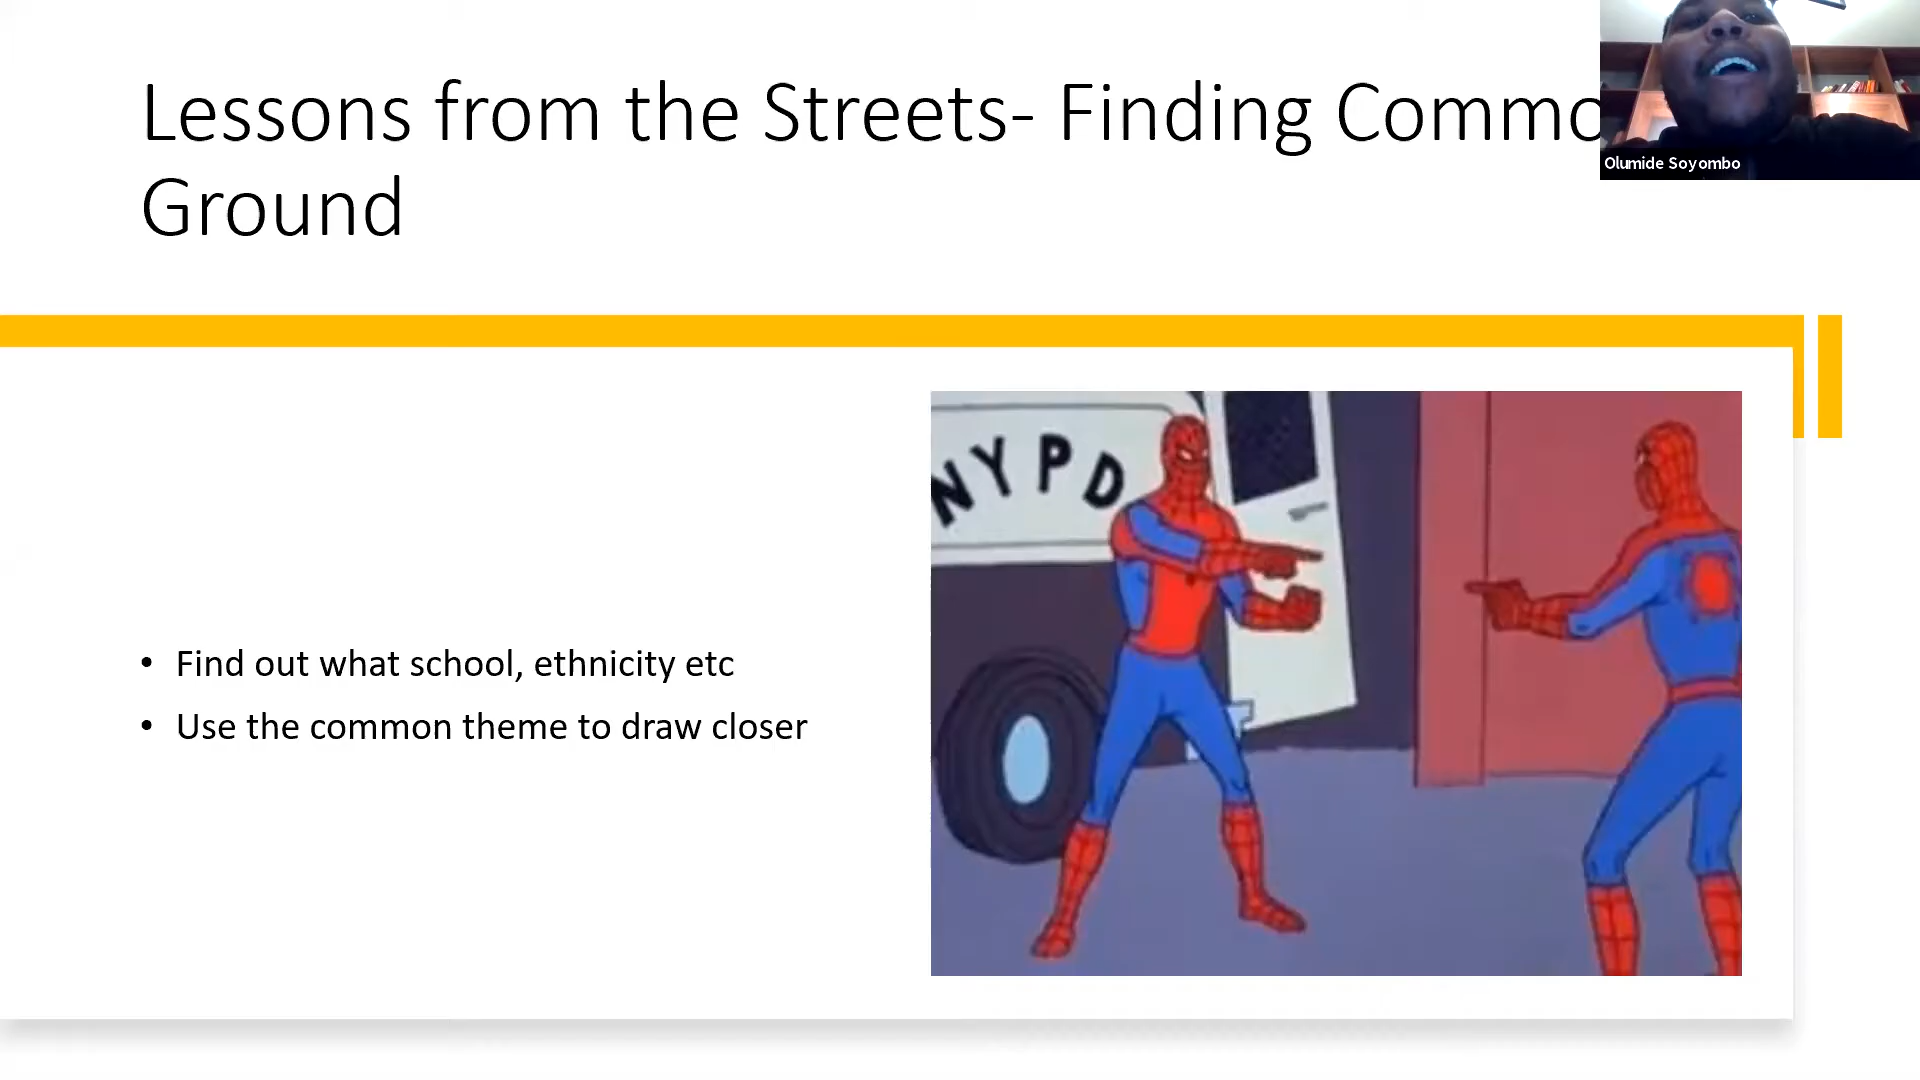 Lessons from the Streets- Finding Commo
Ground
Olumide Soyombo
NYPD
• Find out what school, ethnicity etc
• Use the common theme to draw closer